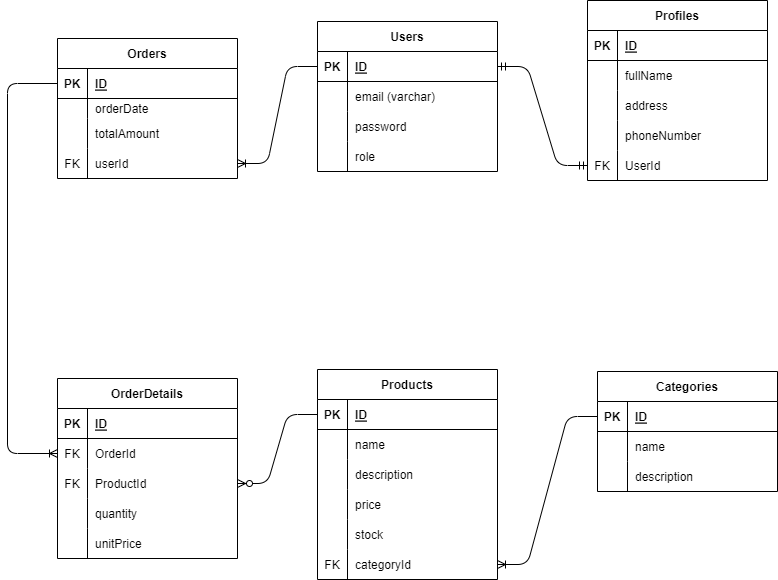 Orders
PK ID
orderDate
totalAmount
FK userId
Users
PK ID
email (varchar)
password
role
Profiles
PK ID
fullName
address
phoneNumber
FK UserId
OrderDetails
PK ID
FK OrderId
FK ProductId
quantity
unitPrice
Products
PK ID
name
description
price
stock
FK categoryId
Categories
PK ID
name
description